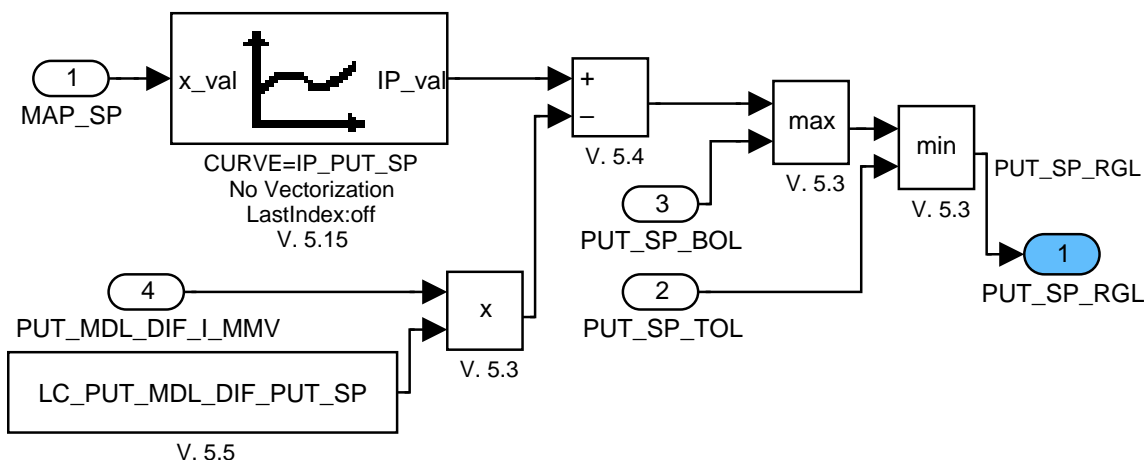 1
MAP_SP
x_val
IP_val
CURVE=IP_PUT_SP
No Vectorization
LastIndex:off
V. 5.15
+
–
V. 5.4
max
V. 5.3
min
V. 5.3
PUT_SP_RGL
3
PUT_SP_BOL
2
PUT_SP_TOL
1
PUT_SP_RGL
4
PUT_MDL_DIF_I_MMV
x
V. 5.3
LC_PUT_MDL_DIF_PUT_SP
V. 5.5